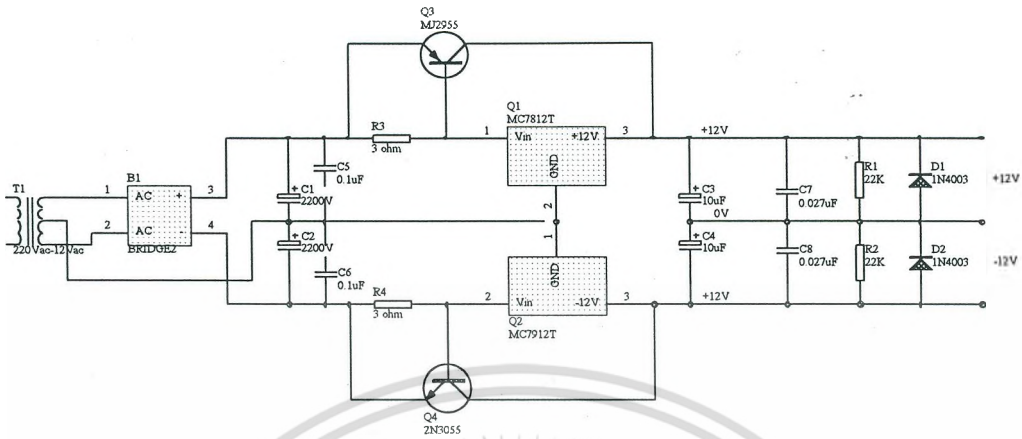 Q3
MJ2955
Q1
MC7812T
R3
3 ohm
1
Vin
+12V
3
+12V
GND
2
C5
0.1uF
T1
B1
1
AC
+
3
2
AC
-
4
BRIDGE2
220 Vac-12Vac
C1
+
2200V
C2
+
2200V
C3
+
10uF
0V
C4
+
10uF
C7
0.027uF
C8
0.027uF
R1
22K
R2
22K
D1
1N4003
D2
1N4003
+12V
-12V
C6
0.1uF
1
GND
R4
3 ohm
2
Vin
-12V
3
+12V
Q2
MC7912T
Q4
2N3055